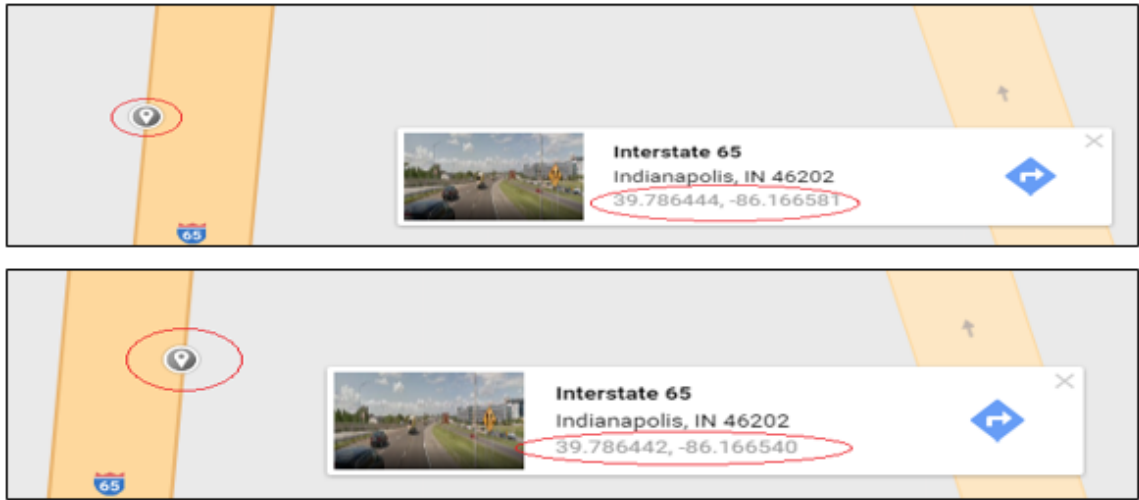 65
Interstate 65
Indianapolis, IN 46202
39.786444, -86.166581
65
Interstate 65
Indianapolis, IN 46202
39.786442, -86.166540